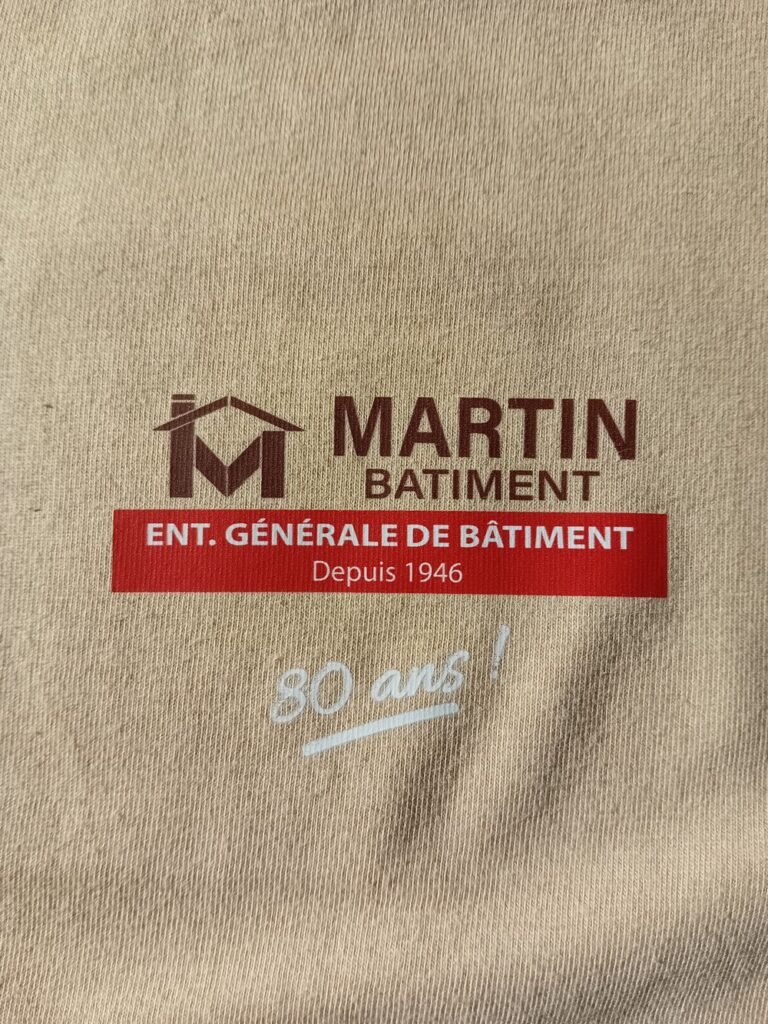 MARTIN
BATIMENT
ENT. GÉNÉRALE DE BÂTIMENT
Depuis 1946
80 ans !